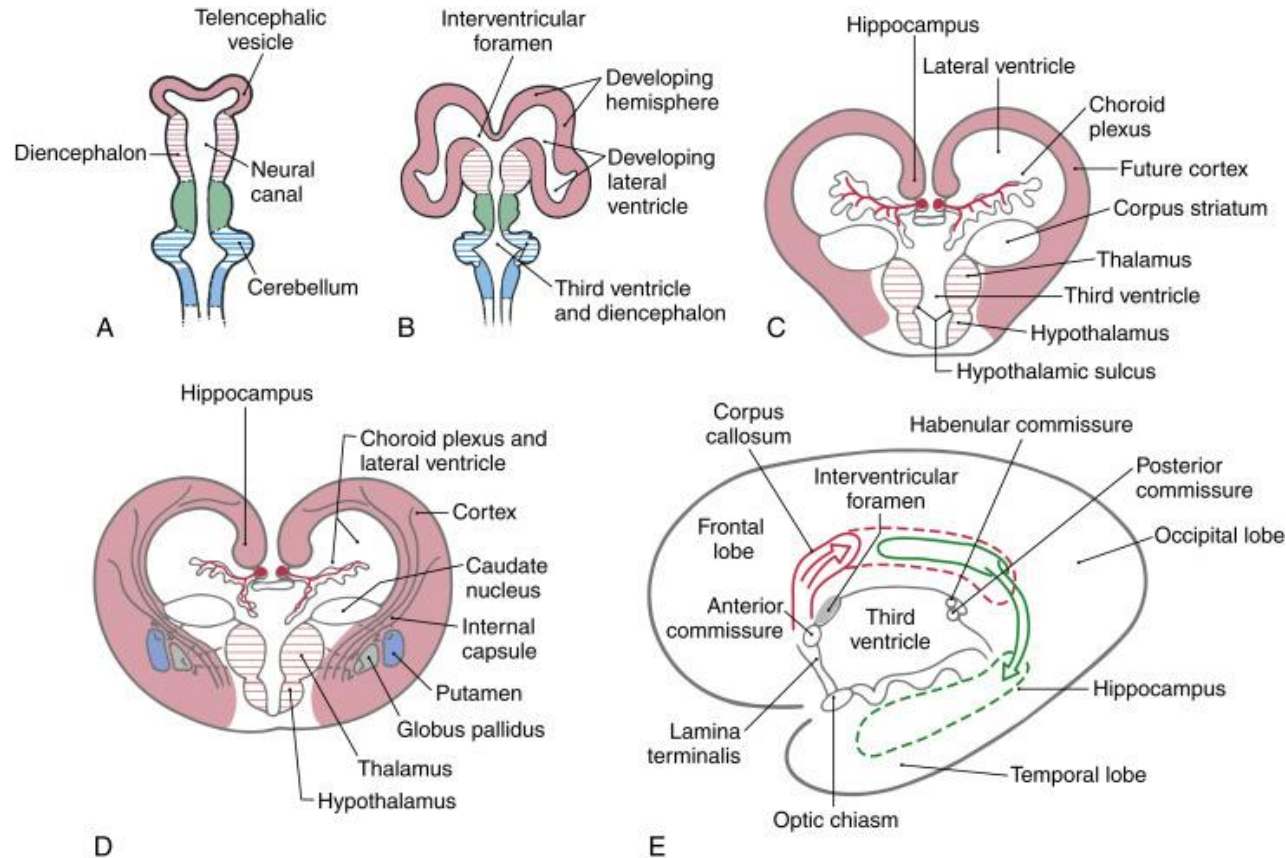 Telencephalic
vesicle
Diencephalon
Neural
canal
Cerebellum
A
Interventricular
foramen
Developing
hemisphere
Developing
lateral
ventricle
Third ventricle
and diencephalon
B
Hippocampus
Lateral ventricle
Choroid
plexus
Future cortex
Corpus striatum
Thalamus
Third ventricle
Hypothalamus
Hypothalamic sulcus
C
Hippocampus
Choroid plexus and
lateral ventricle
Cortex
Caudate
nucleus
Internal
capsule
Putamen
Globus pallidus
Thalamus
Hypothalamus
D
Corpus
callosum
Habenular commissure
Interventricular
foramen
Posterior
commissure
Frontal
lobe
Occipital lobe
Anterior
commissure
Third
ventricle
Hippocampus
Lamina
terminalis
Temporal lobe
Optic chiasm
E